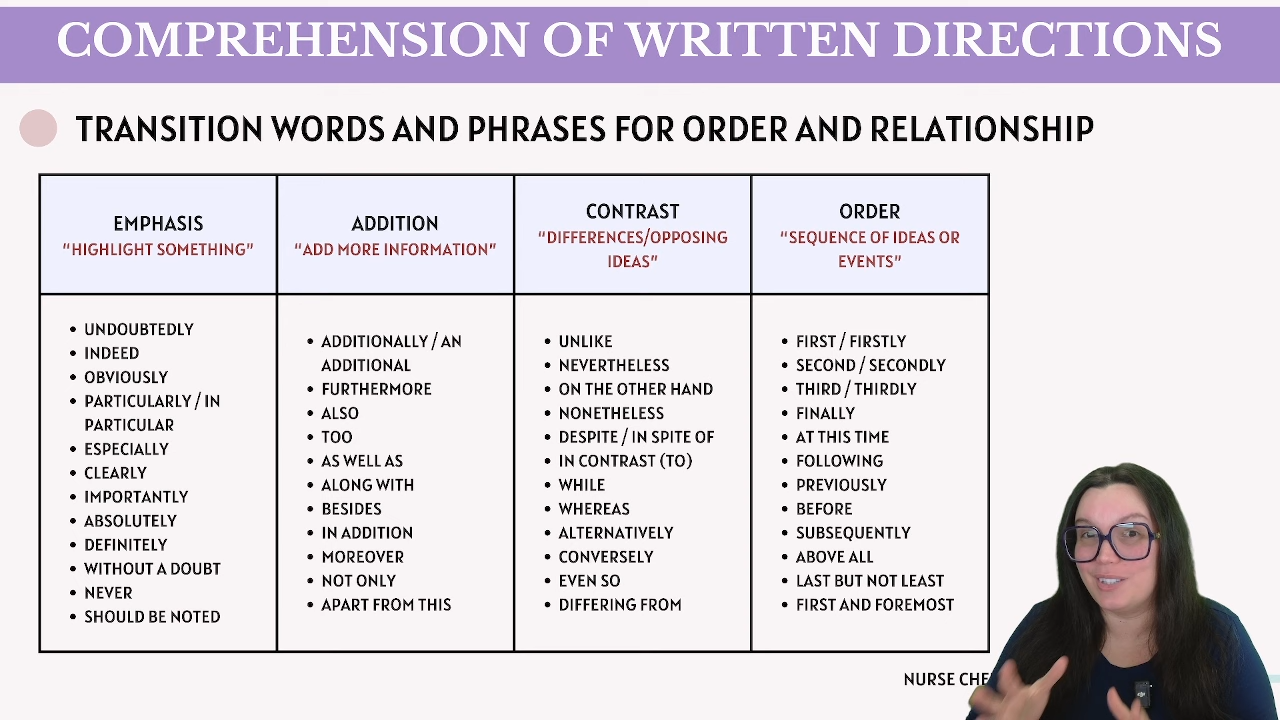 COMPREHENSION OF WRITTEN DIRECTIONS
TRANSITION WORDS AND PHRASES FOR ORDER AND RELATIONSHIP
EMPHASIS
"HIGHLIGHT SOMETHING"
• UNDOUBTEDLY
• INDEED
• OBVIOUSLY
• PARTICULARLY / IN
PARTICULAR
• ESPECIALLY
• CLEARLY
• IMPORTANTLY
• ABSOLUTELY
• DEFINITELY
• WITHOUT A DOUBT
• NEVER
• SHOULD BE NOTED
ADDITION
"ADD MORE INFORMATION"
• ADDITIONALLY / AN
ADDITIONAL
• FURTHERMORE
• ALSO
• TOO
• AS WELL AS
• ALONG WITH
• BESIDES
• IN ADDITION
• MOREOVER
• NOT ONLY
• APART FROM THIS
CONTRAST
"DIFFERENCES/OPPOSING
IDEAS"
• UNLIKE
• NEVERTHELESS
• ON THE OTHER HAND
• NONETHELESS
• DESPITE / IN SPITE OF
• IN CONTRAST (TO)
• WHILE
• WHEREAS
• ALTERNATIVELY
• CONVERSELY
• EVEN SO
• DIFFERING FROM
ORDER
"SEQUENCE OF IDEAS OR
EVENTS"
• FIRST / FIRSTLY
• SECOND / SECONDLY
• THIRD / THIRDLY
• FINALLY
• AT THIS TIME
• FOLLOWING
• PREVIOUSLY
• BEFORE
• SUBSEQUENTLY
• ABOVE ALL
• LAST BUT NOT LEAST
• FIRST AND FOREMOST
NURSE CHE